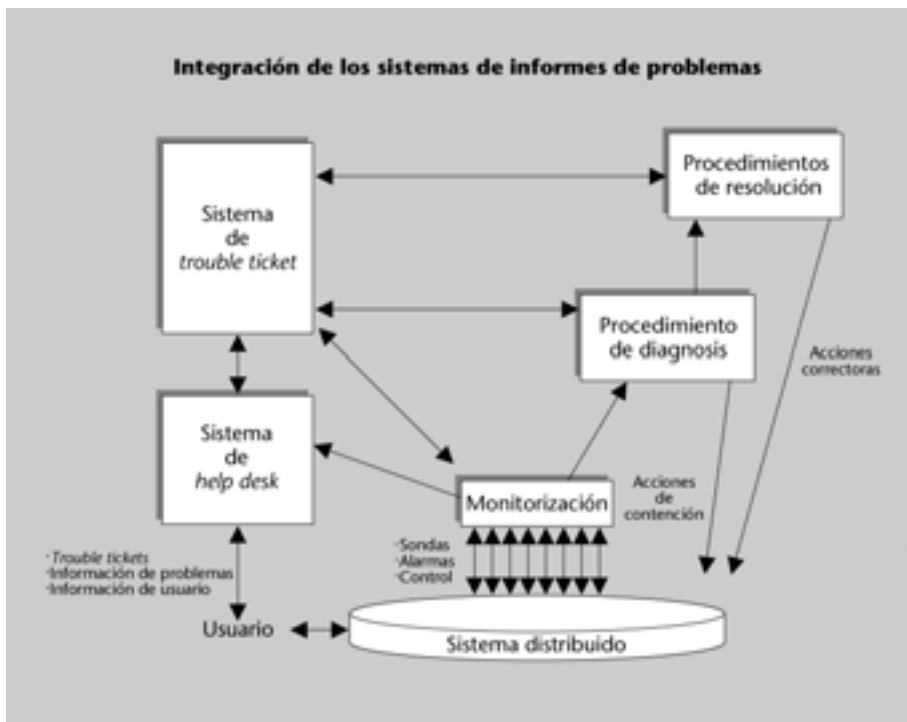 Integración de los sistemas de informes de problemas
Procedimientos
de resolución
Sistema
de
trouble ticket
Procedimiento
de diagnosis
Acciones
correctoras
Sistema
de
help desk
Monitorización
Acciones
de
contención
·Trouble tickets
·Información de problemas
·Información de usuario
·Sondas
·Alarmas
·Control
Usuario
Sistema distribuido